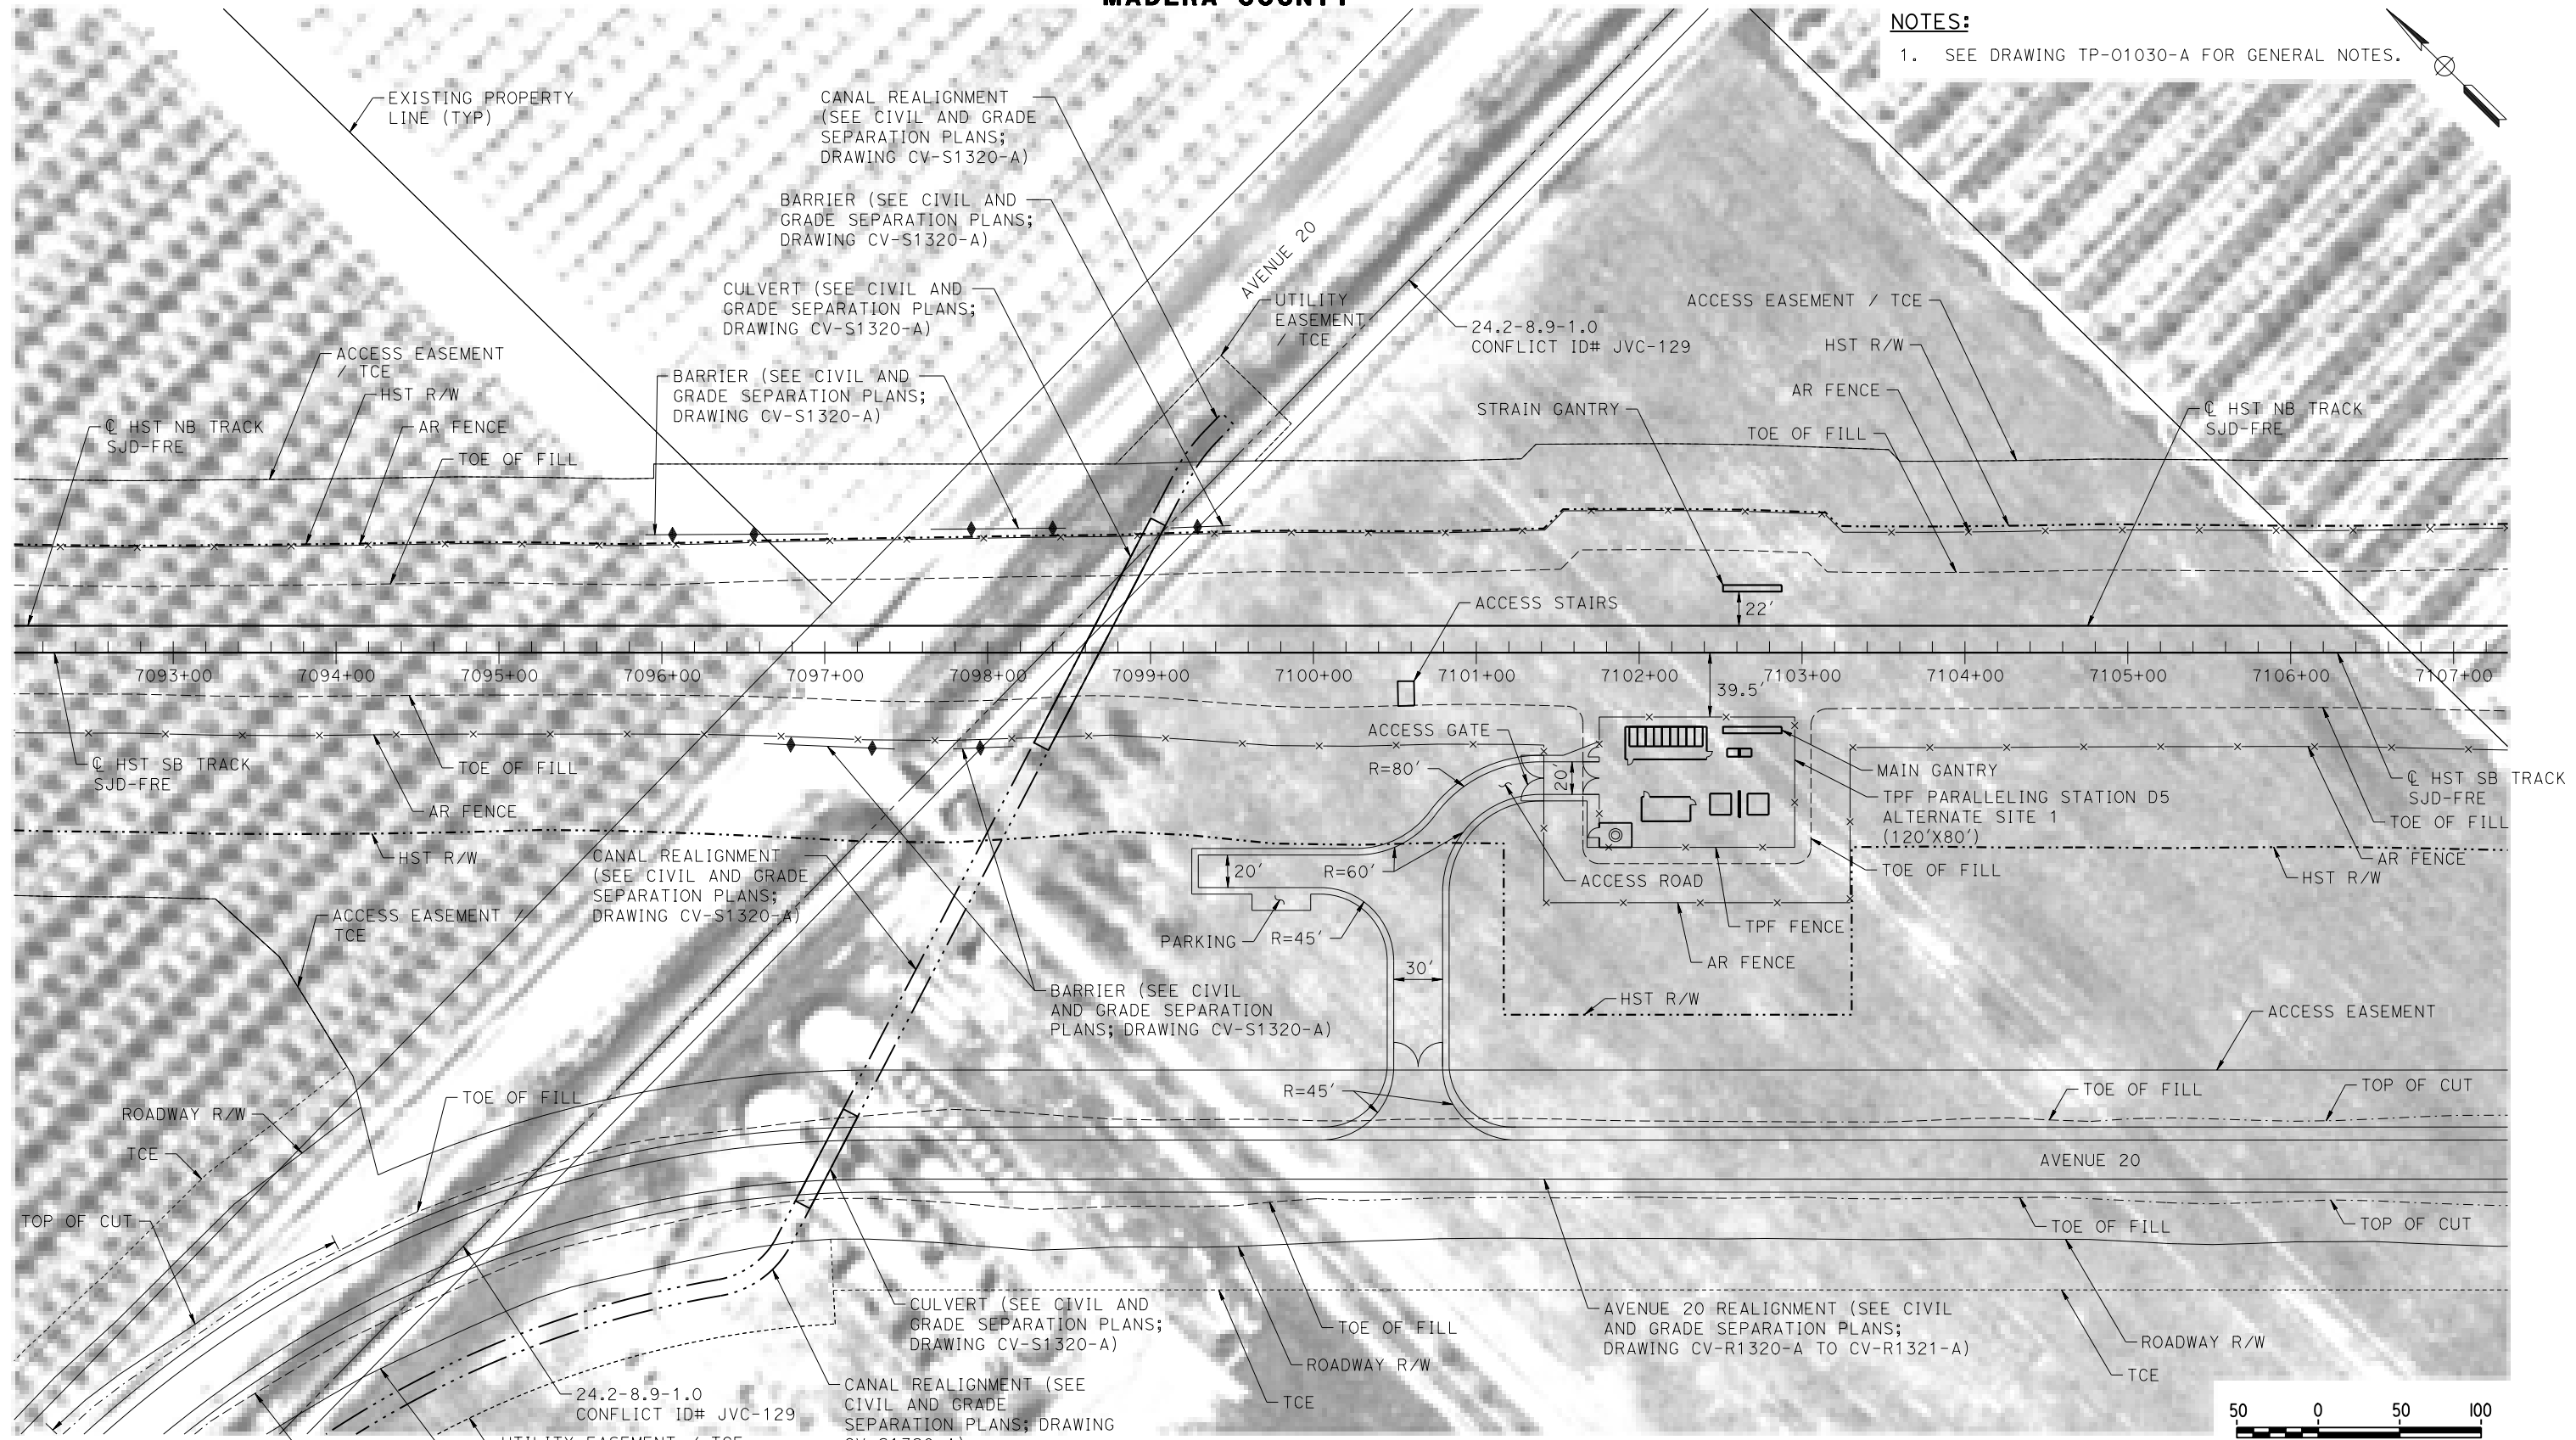 MADERA COUNTY
NOTES:
1. SEE DRAWING TP-01030-A FOR GENERAL NOTES.
EXISTING PROPERTY
LINE (TYP)
CANAL REALIGNMENT
(SEE CIVIL AND GRADE
SEPARATION PLANS;
DRAWING CV-S1320-A)
BARRIER (SEE CIVIL AND
GRADE SEPARATION PLANS;
DRAWING CV-S1320-A)
AVENUE 20
CULVERT (SEE CIVIL AND
GRADE SEPARATION PLANS;
DRAWING CV-S1320-A)
UTILITY
EASEMENT
/ TCE
24.2-8.9-1.0
CONFLICT ID# JVC-129
ACCESS EASEMENT / TCE
HST R/W
AR FENCE
TOE OF FILL
STRAIN GANTRY
℄ HST NB TRACK
SJD-FRE
ACCESS EASEMENT
/ TCE
HST R/W
AR FENCE
TOE OF FILL
℄ HST NB TRACK
SJD-FRE
BARRIER (SEE CIVIL AND
GRADE SEPARATION PLANS;
DRAWING CV-S1320-A)
ACCESS STAIRS
22'
7093+00 7094+00 7095+00 7096+00 7097+00 7098+00 7099+00 7100+00 7101+00 7102+00 7103+00 7104+00 7105+00 7106+00 7107+00
39.5'
ACCESS GATE
R=80'
20'
MAIN GANTRY
TPF PARALLELING STATION D5
ALTERNATE SITE 1
(120'X80')
TOE OF FILL
℄ HST SB TRACK
SJD-FRE
TOE OF FILL
AR FENCE
HST R/W
℄ HST SB TRACK
SJD-FRE
TOE OF FILL
AR FENCE
HST R/W
CANAL REALIGNMENT
(SEE CIVIL AND GRADE
SEPARATION PLANS;
DRAWING CV-S1320-A)
ACCESS EASEMENT /
TCE
20'
R=60'
ACCESS ROAD
PARKING
R=45'
TPF FENCE
AR FENCE
30'
HST R/W
BARRIER (SEE CIVIL
AND GRADE SEPARATION
PLANS; DRAWING CV-S1320-A)
ACCESS EASEMENT
R=45'
TOE OF FILL
TOP OF CUT
TOE OF FILL
ROADWAY R/W
TCE
TOP OF CUT
AVENUE 20
TOE OF FILL
TOP OF CUT
CULVERT (SEE CIVIL AND
GRADE SEPARATION PLANS;
DRAWING CV-S1320-A)
TOE OF FILL
ROADWAY R/W
TCE
AVENUE 20 REALIGNMENT (SEE CIVIL
AND GRADE SEPARATION PLANS;
DRAWING CV-R1320-A TO CV-R1321-A)
ROADWAY R/W
TCE
24.2-8.9-1.0
CONFLICT ID# JVC-129
CANAL REALIGNMENT (SEE
CIVIL AND GRADE
SEPARATION PLANS; DRAWING
CV-S1320-A)
UTILITY EASEMENT / TCE
50 0 50 100